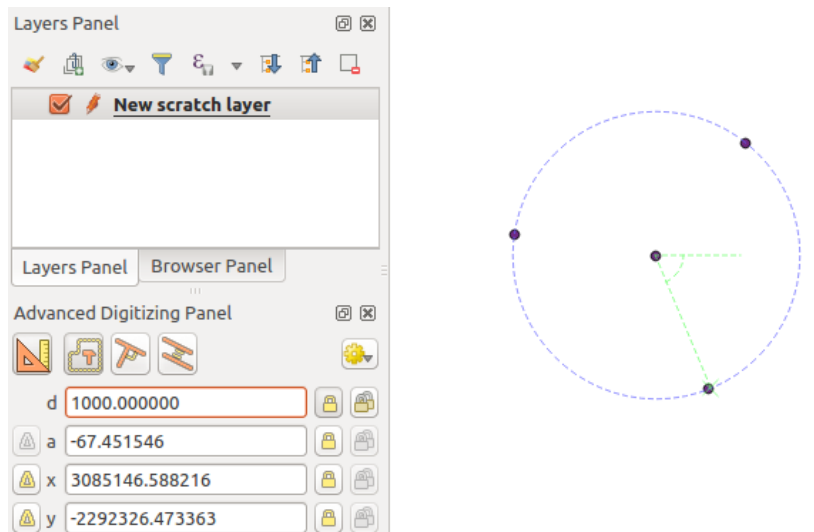 Layers Panel
New scratch layer
Layers Panel Browser Panel
Advanced Digitizing Panel
d 1000.000000
a -67.451546
x 3085146.588216
y -2292326.473363